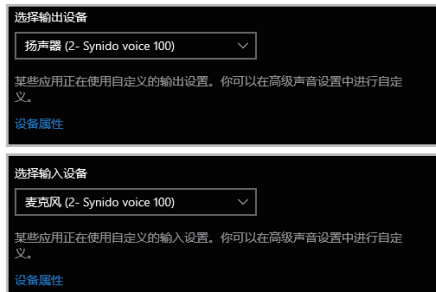 选择输出设备
扬声器 (2- Synido voice 100)
某些应用正在使用自定义的输出设置。你可以在高级声音设置中进行自定
义。
设备属性
选择输入设备
麦克风 (2- Synido voice 100)
某些应用正在使用自定义的输入设置。你可以在高级声音设置中进行自定
义。
设备属性